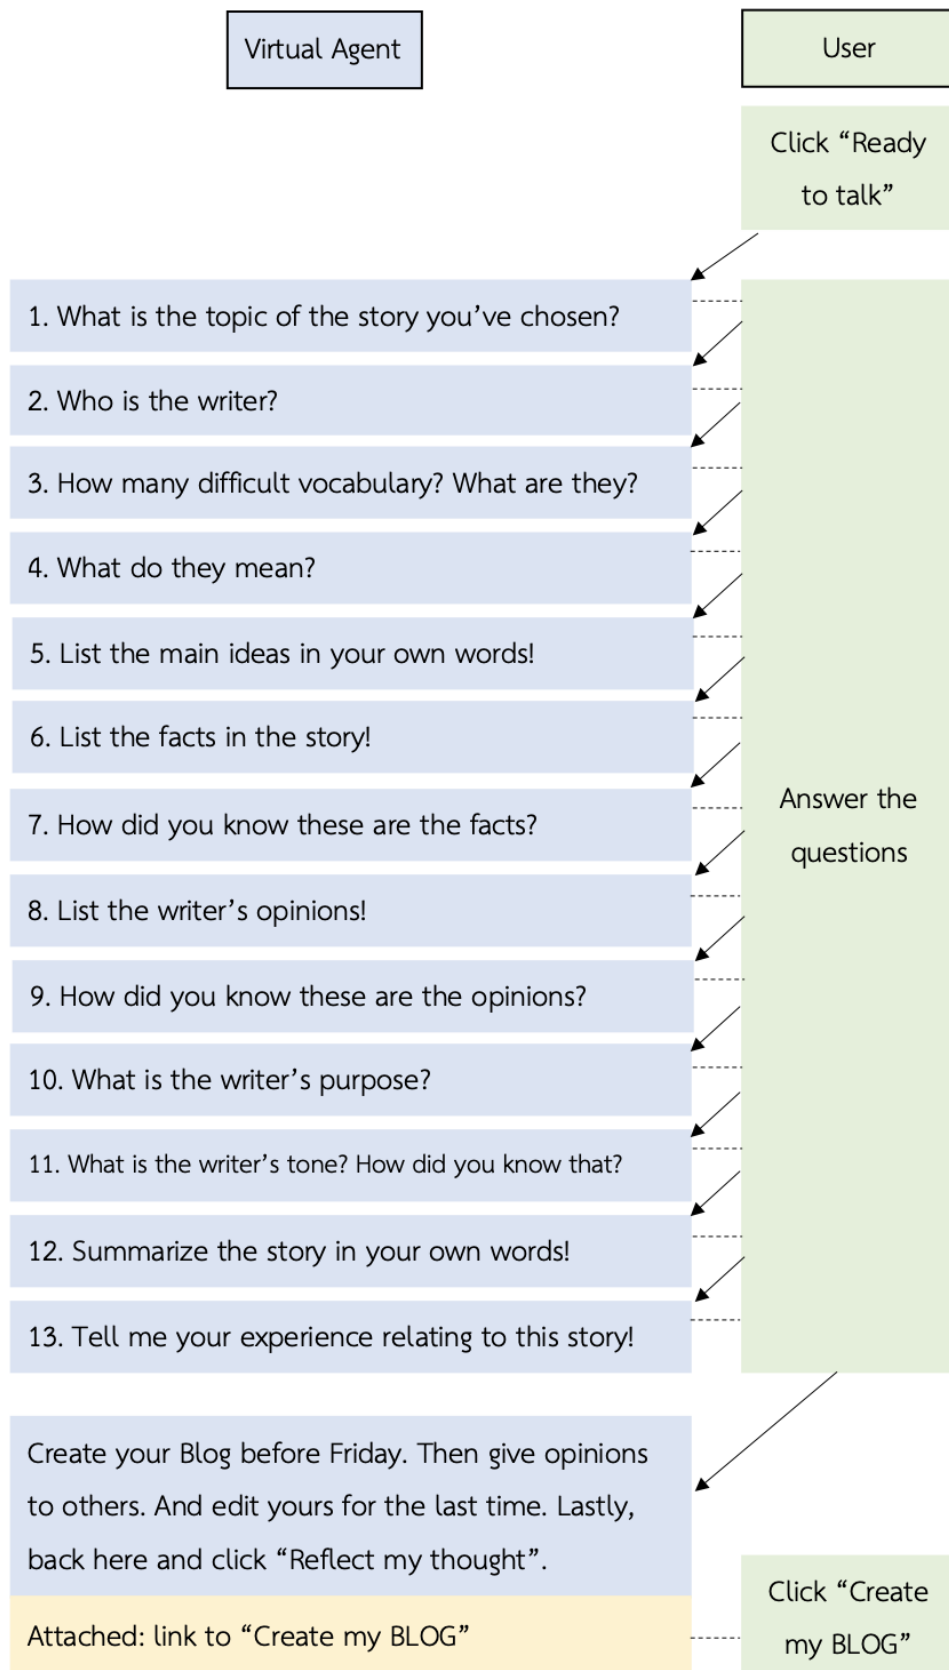 Virtual Agent
User
Click “Ready
to talk”
1. What is the topic of the story you’ve chosen?
2. Who is the writer?
3. How many difficult vocabulary? What are they?
4. What do they mean?
5. List the main ideas in your own words!
6. List the facts in the story!
7. How did you know these are the facts?
Answer the
questions
8. List the writer’s opinions!
9. How did you know these are the opinions?
10. What is the writer’s purpose?
11. What is the writer’s tone? How did you know that?
12. Summarize the story in your own words!
13. Tell me your experience relating to this story!
Create your Blog before Friday. Then give opinions
to others. And edit yours for the last time. Lastly,
back here and click “Reflect my thought”.
Attached: link to “Create my BLOG”
Click “Create
my BLOG”